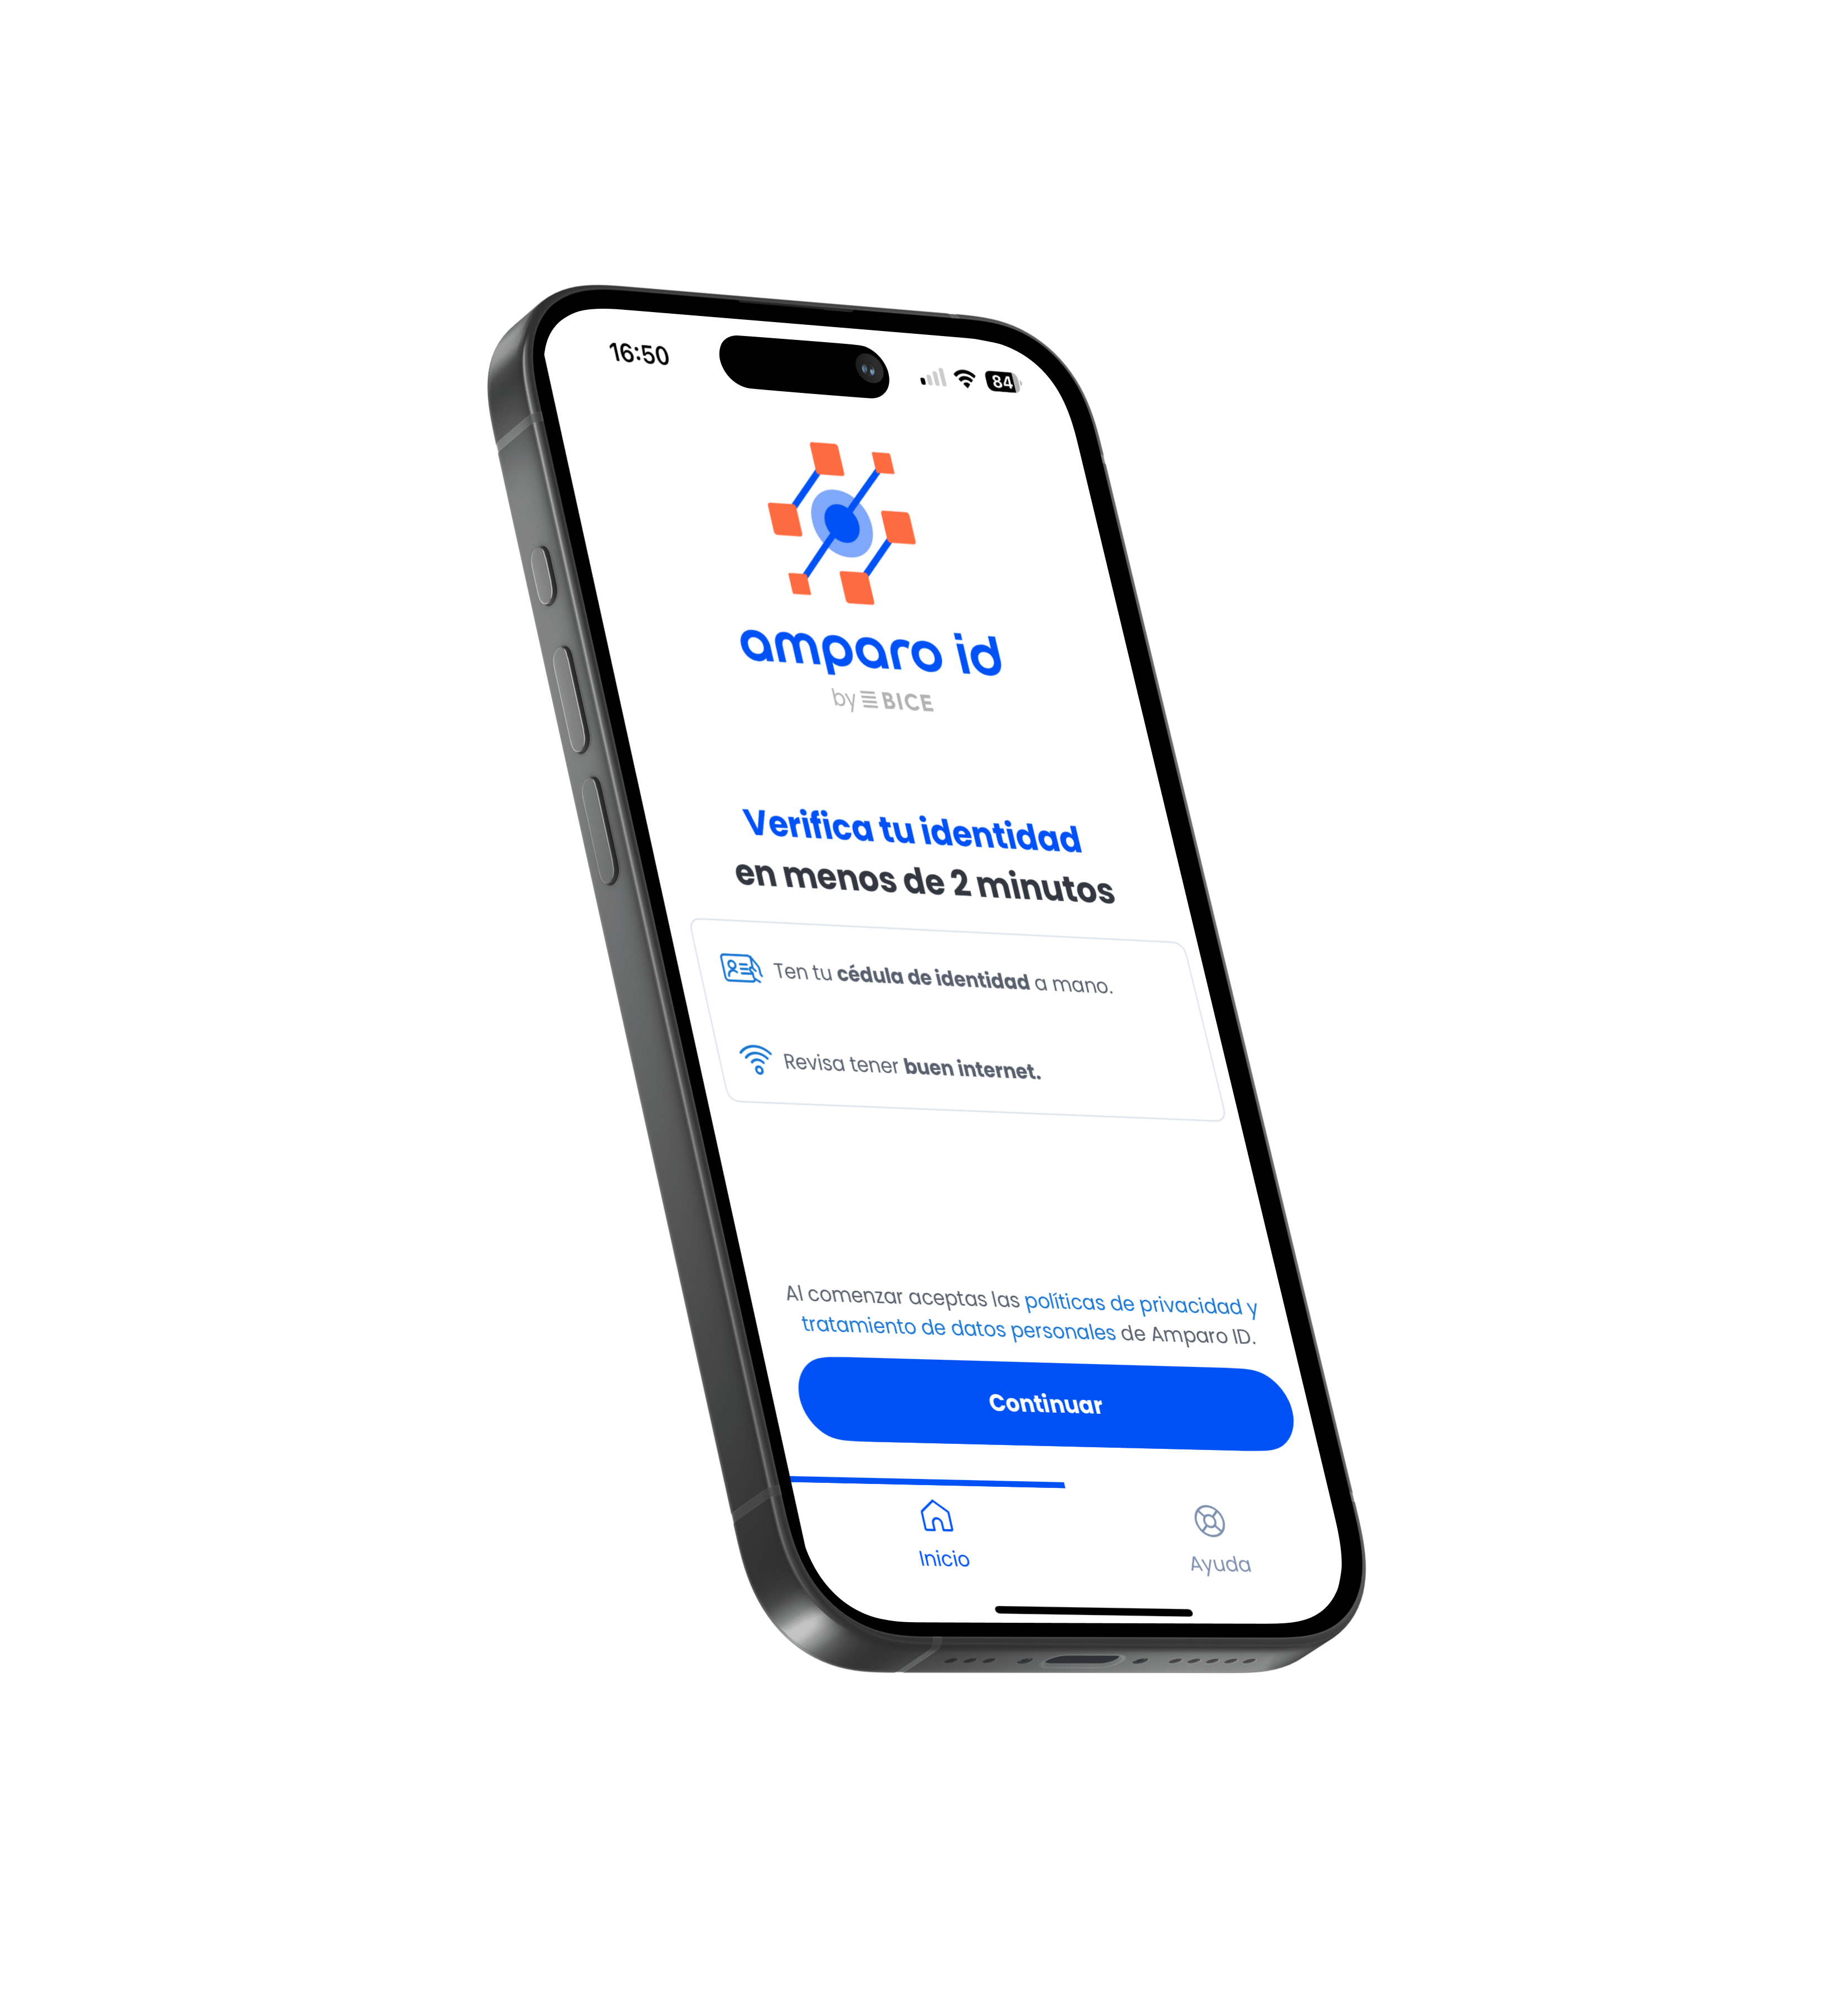 16:50
84
amparo id
by BICE
Verifica tu identidad
en menos de 2 minutos
Ten tu cédula de identidad a mano.
Revisa tener buen internet.
Al comenzar aceptas las políticas de privacidad y
tratamiento de datos personales de Amparo ID.
Continuar
Inicio
Ayuda